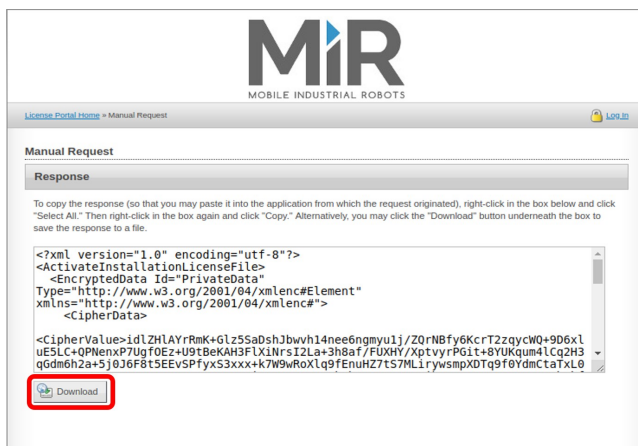 MiR
MOBILE INDUSTRIAL ROBOTS
License Portal Home » Manual Request
Log In
Manual Request
Response
To copy the response (so that you may paste it into the application from which the request originated), right-click in the box below and click
"Select All." Then right-click in the box again and click "Copy." Alternatively, you may click the "Download" button underneath the box to
save the response to a file.
<?xml version="1.0" encoding="utf-8"?>
<ActivateInstallationLicenseFile>
<EncryptedData Id="PrivateData"
Type="http://www.w3.org/2001/04/xmlenc#Element"
xmlns="http://www.w3.org/2001/04/xmlenc#">
<CipherData>
<CipherValue>idlZHlAYrRmK+Glz5SaDshJbwvh14nee6ngmyu1j/ZQrNBfy6KcrT2zqycWQ+9D6xl
uE5LC+QPNenxP7UgfOEz+U9tBeKAH3FlXiNrsI2La+3h8af/FUXHY/XptvyrPGit+8YUKqum4lCq2H3
qGdm6h2a+5j0J6F8t5EEvSPfyxS3xxx+k7W9wRoXlq9fEnuHZ7tS7MLirywsmpXDTq9f0YdmCtaTxL0
Download